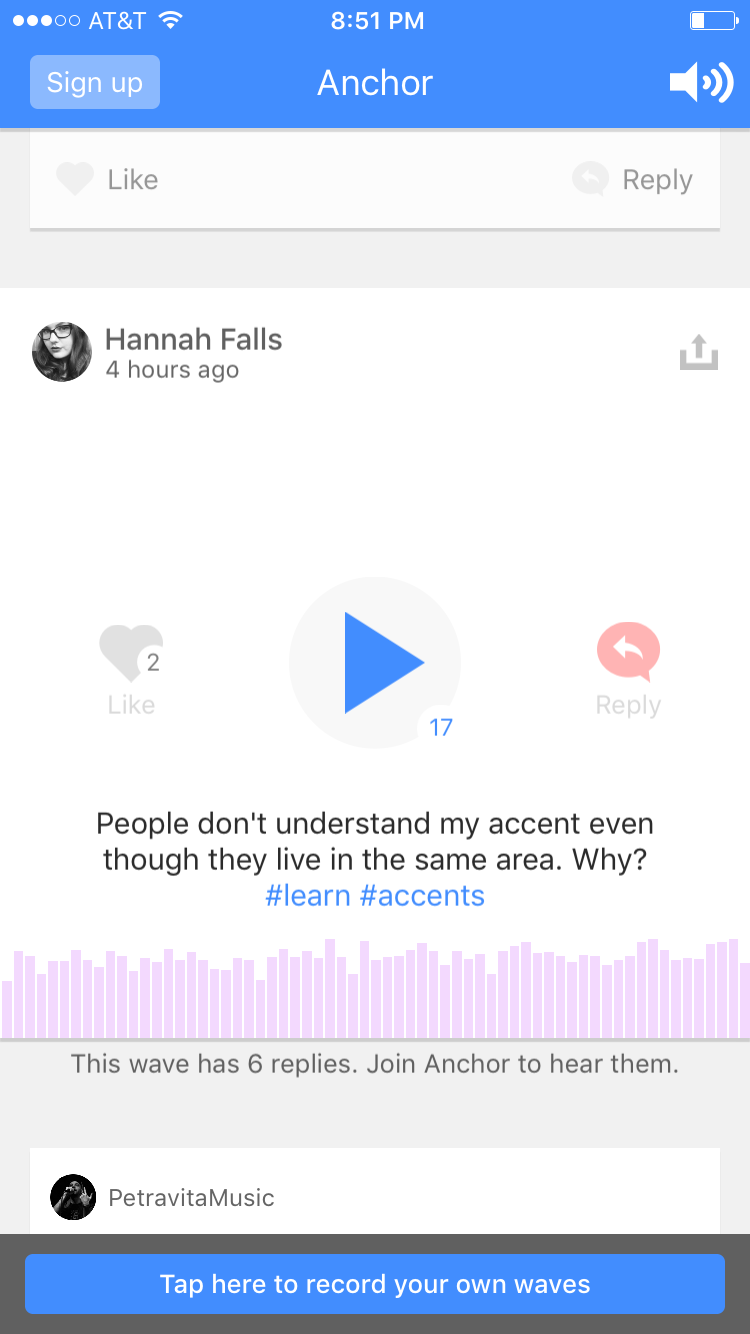 AT&T 8:51 PM
Sign up Anchor
Like Reply
Hannah Falls
4 hours ago
2
Like
17
Reply
People don't understand my accent even
though they live in the same area. Why?
#learn #accents
This wave has 6 replies. Join Anchor to hear them.
PetravitaMusic
Tap here to record your own waves